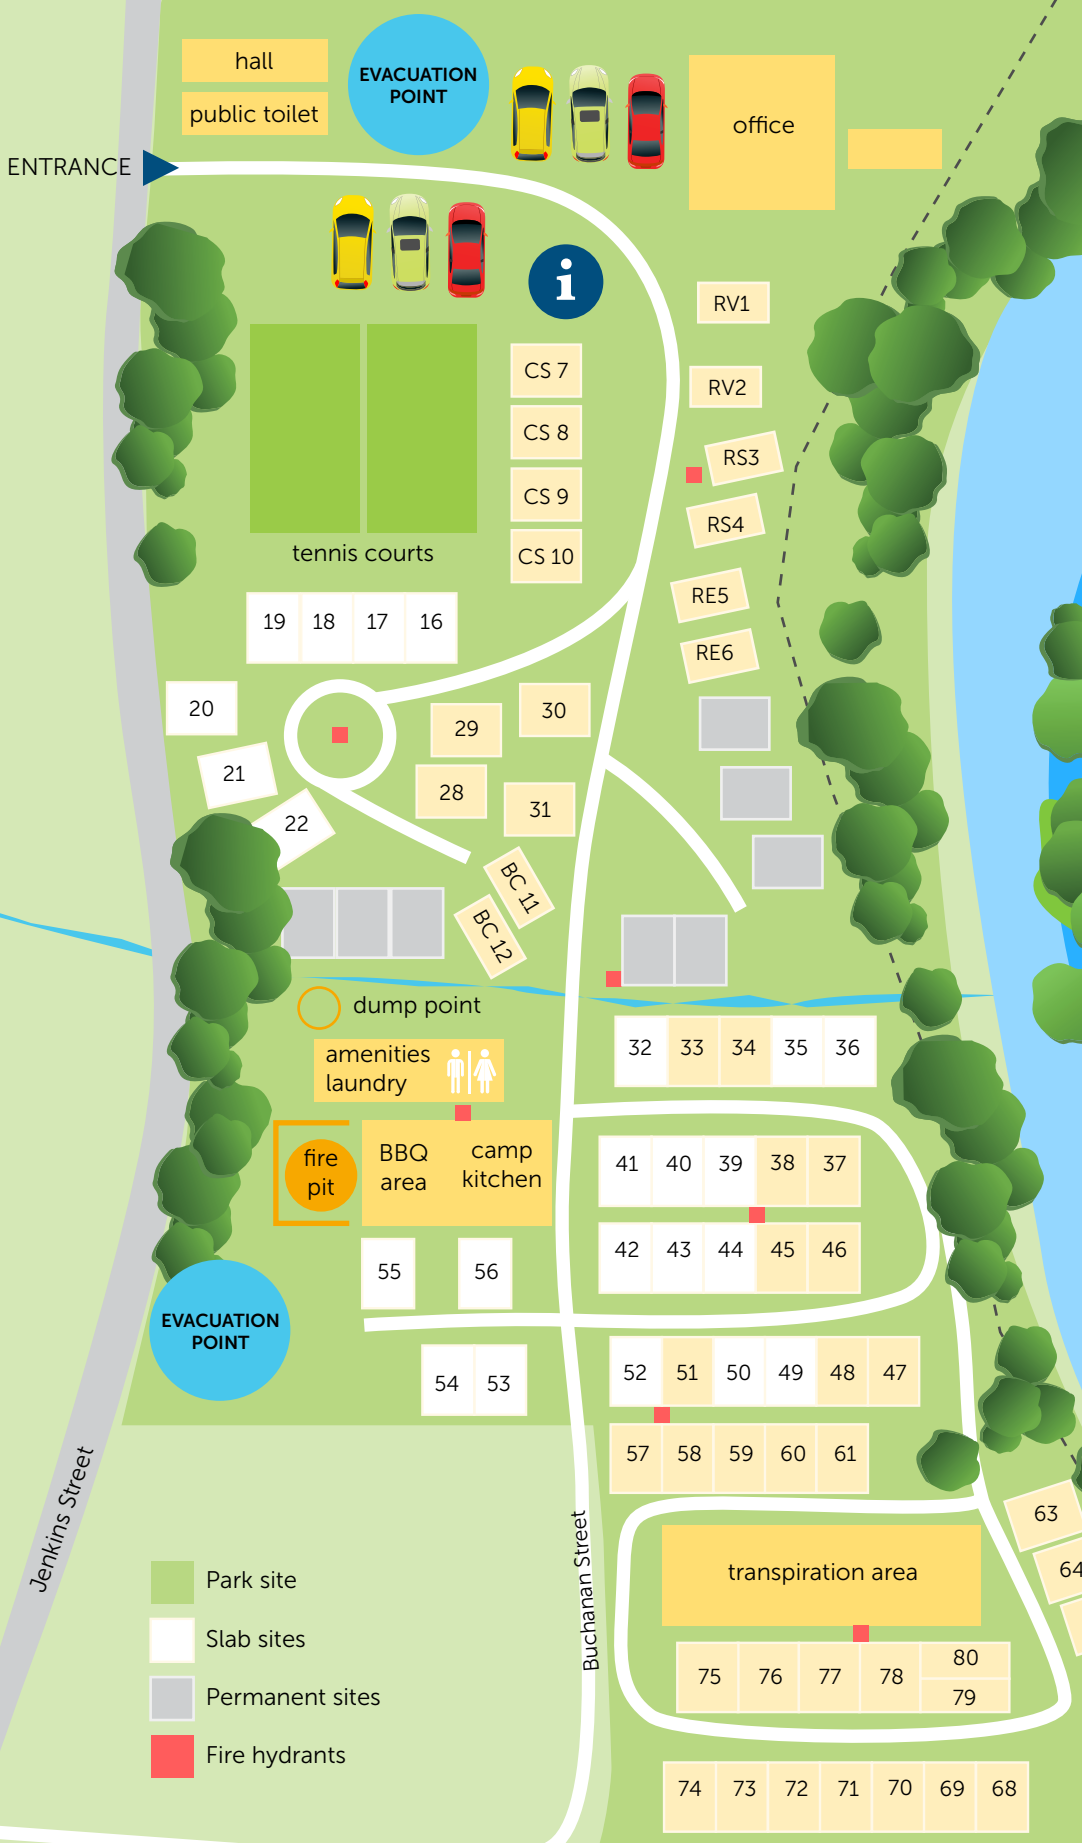 hall
public toilet
EVACUATION
POINT
office
ENTRANCE
i
RV1
RV2
CS 7
CS 8
CS 9
CS 10
RS3
RS4
RE5
RE6
tennis courts
19 18 17 16
20
21
22
29
30
28
31
BC 11
BC 12
dump point
amenities
laundry
fire
pit
BBQ
area
camp
kitchen
32 33 34 35 36
41 40 39 38 37
42 43 44 45 46
55
56
EVACUATION
POINT
54 53
52 51 50 49 48 47
57 58 59 60 61
63
64
Jenkins Street
Buchanan Street
transpiration area
75 76 77 78
80
79
74 73 72 71 70 69 68
Park site
Slab sites
Permanent sites
Fire hydrants